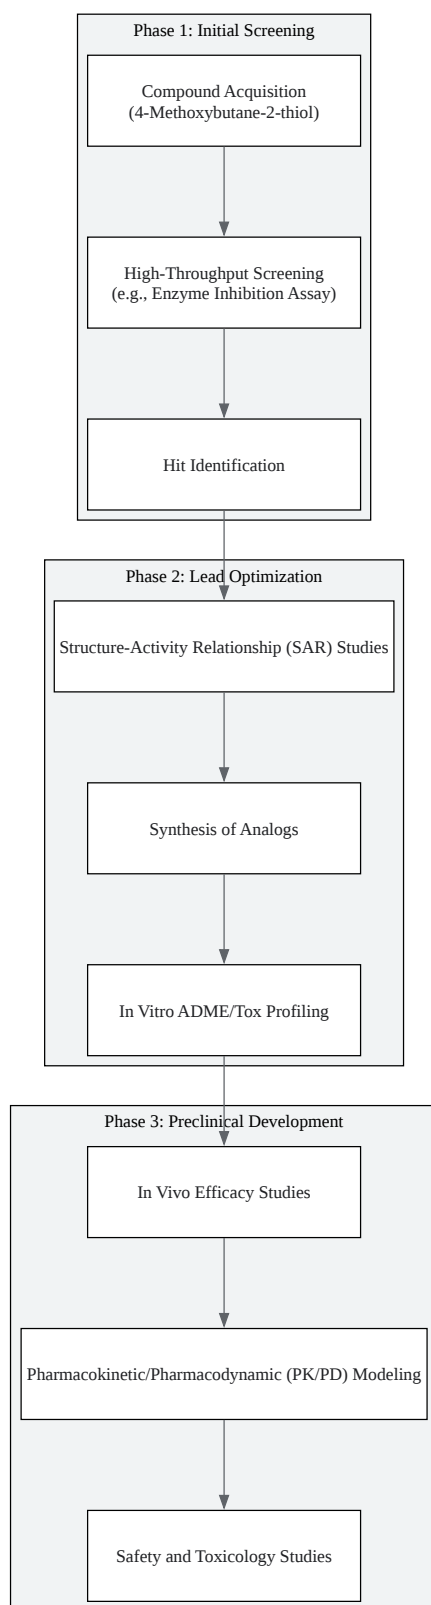 Phase 1: Initial Screening
Compound Acquisition
(4-Methoxybutane-2-thiol)
High-Throughput Screening
(e.g., Enzyme Inhibition Assay)
Hit Identification
Phase 2: Lead Optimization
Structure-Activity Relationship (SAR) Studies
Synthesis of Analogs
In Vitro ADME/Tox Profiling
Phase 3: Preclinical Development
In Vivo Efficacy Studies
Pharmacokinetic/Pharmacodynamic (PK/PD) Modeling
Safety and Toxicology Studies